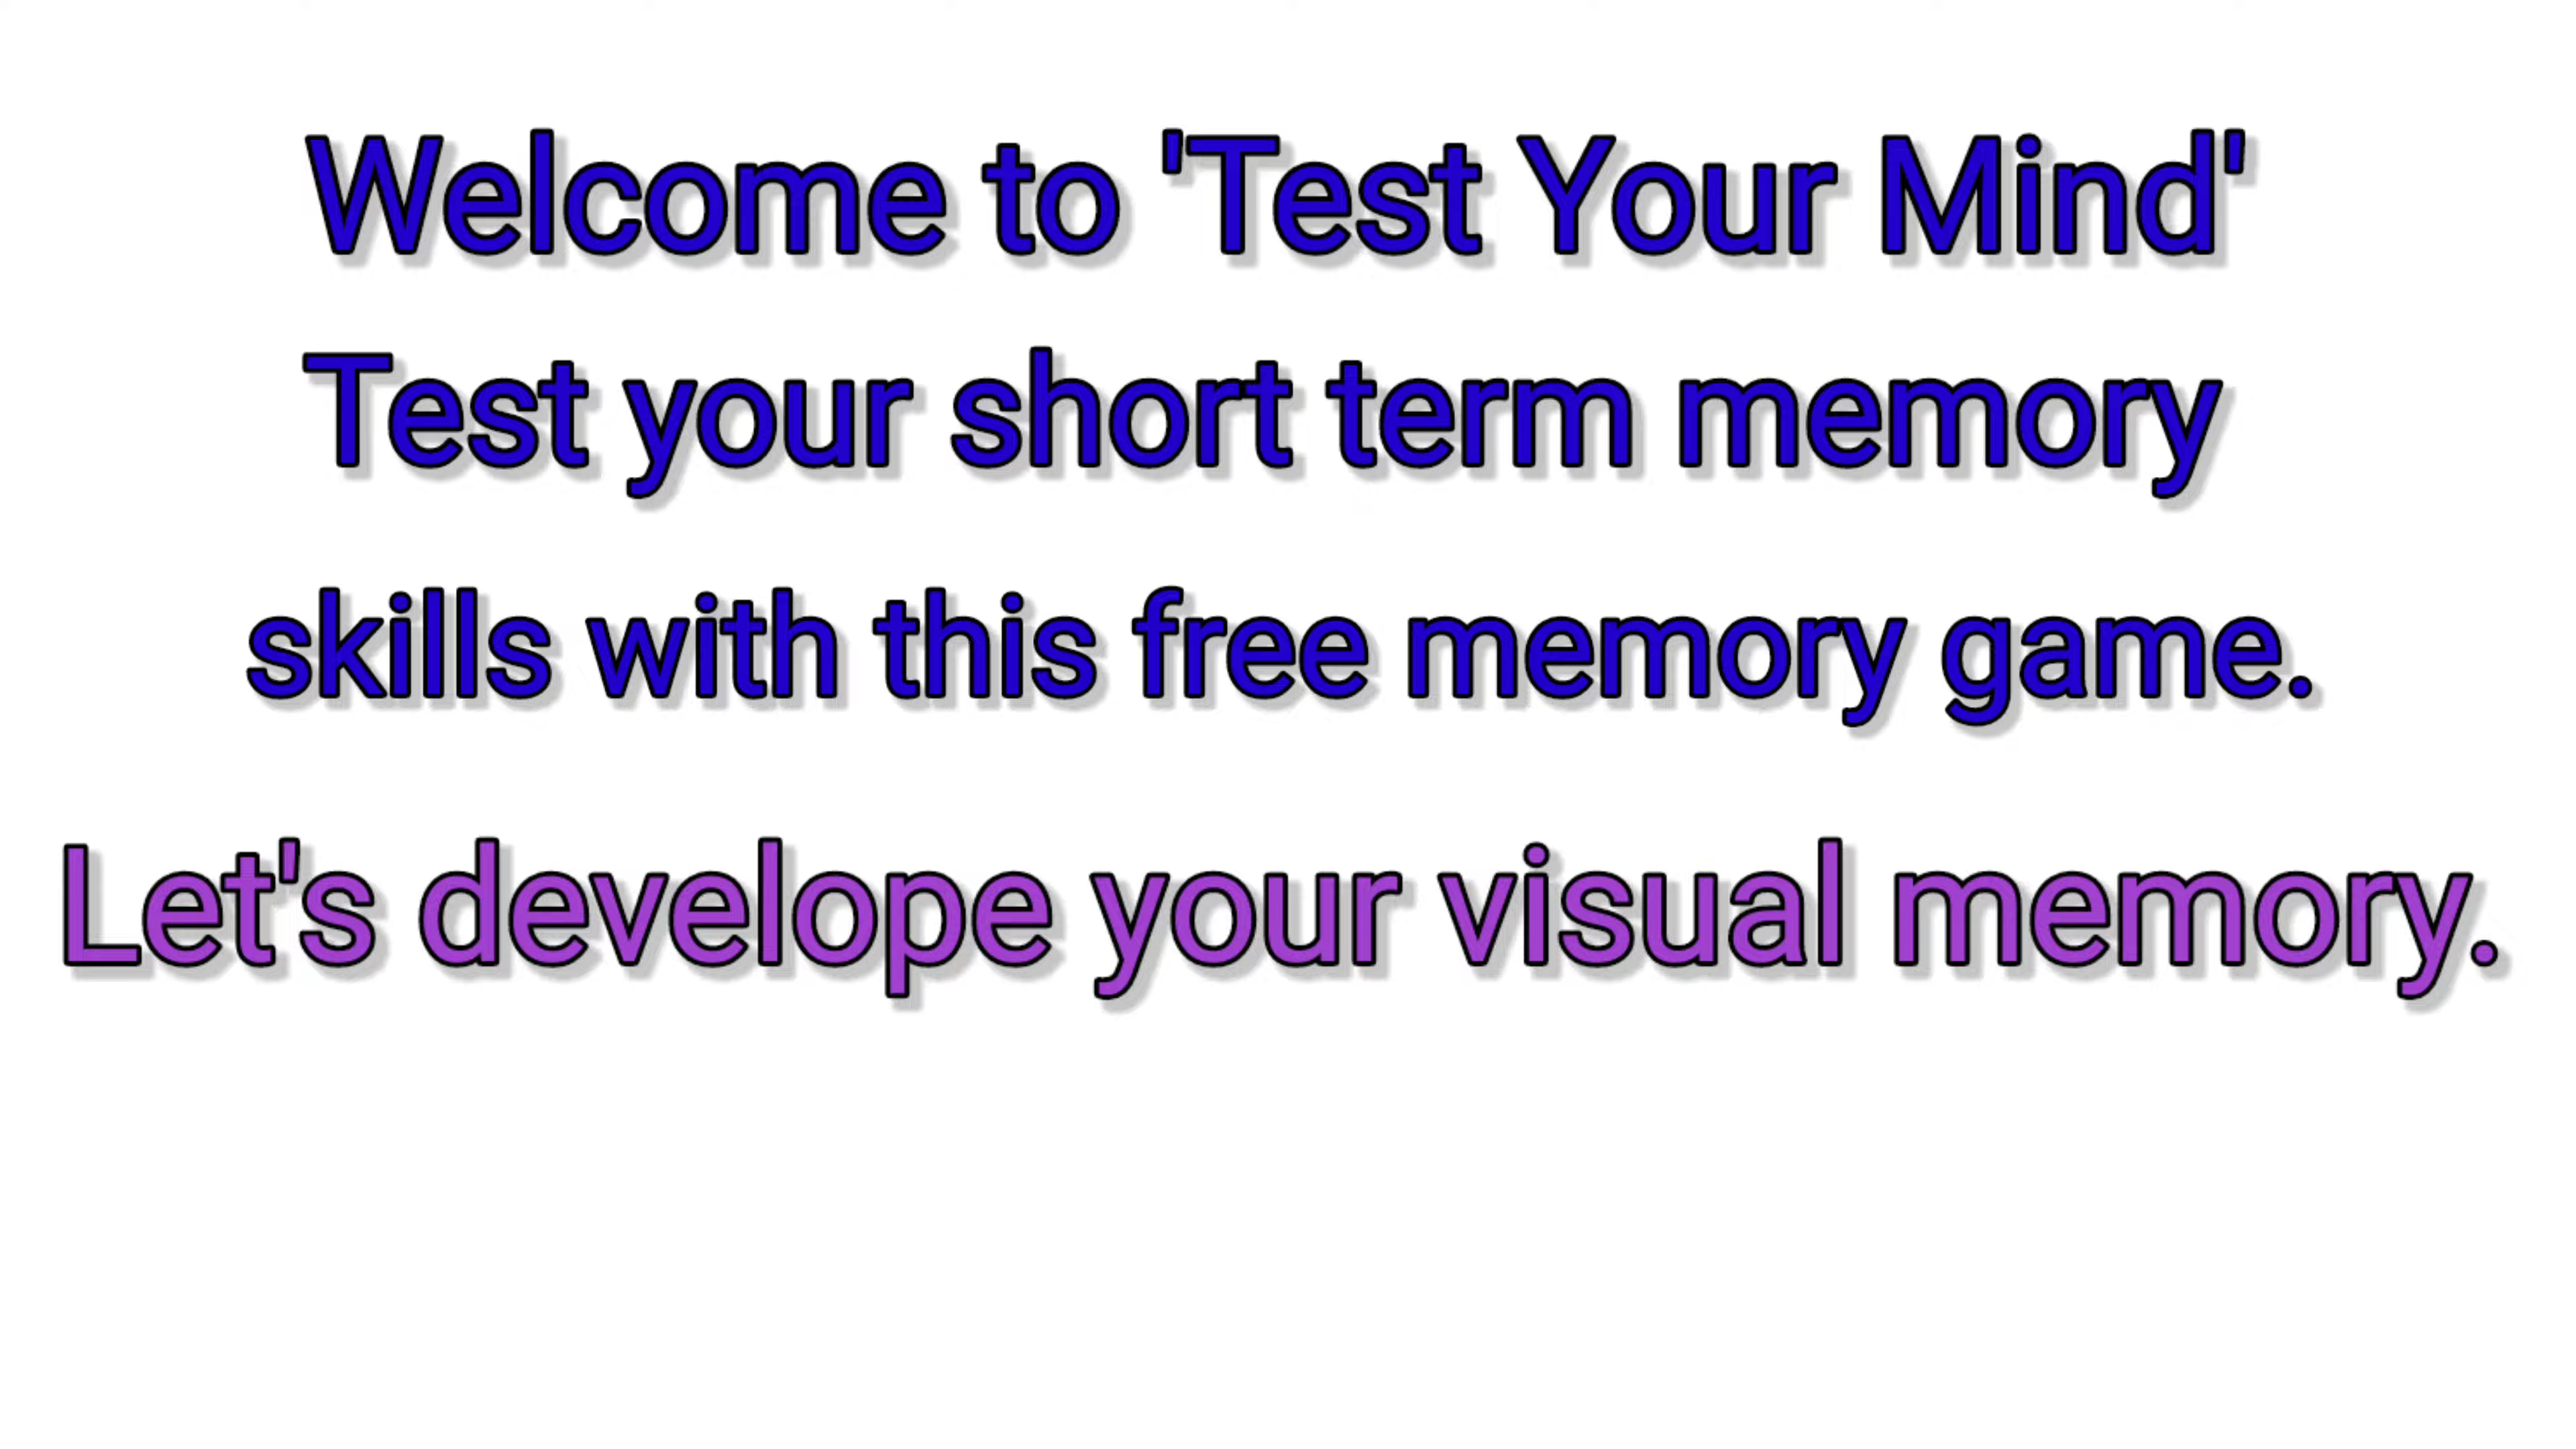 Welcome to 'Test Your Mind'
Test your short term memory
skills with this free memory game.
Let's develope your visual memory.